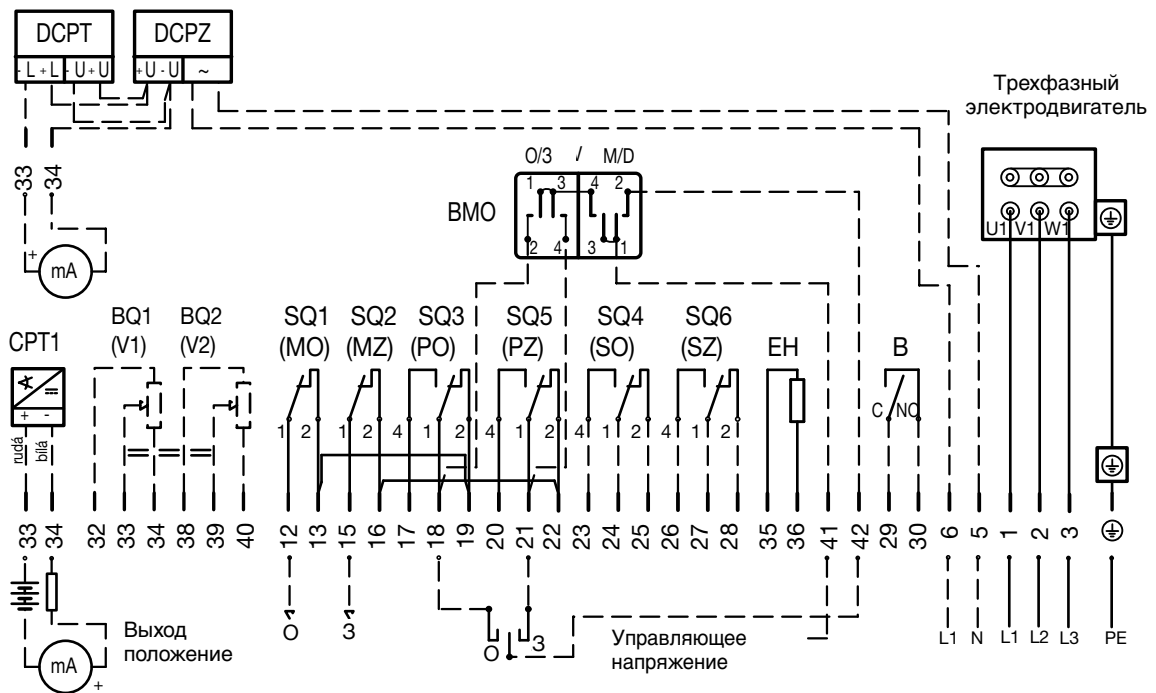 DCPT DCPZ
- L + L - U + U + U - U ~
Трехфазный
электродвигатель
33 34
+ mA
O/З / M/D
1 3 4 2
BMO
2 4 3 1
U1 V1 W1
CPT1
BQ1 (V1)
BQ2 (V2)
SQ1 (MO)
SQ2 (MZ)
SQ3 (PO)
SQ5 (PZ)
SQ4 (SO)
SQ6 (SZ)
EH
B
+ -
rudá bílá
C NC
1 2 1 2 4 1 2 4 1 2 4 1 2 4 1 2
33 34 32 33 34 38 39 40 12 13 15 16 17 18 19 20 21 22 23 24 25 26 27 28 35 36 41 42 29 30 6 5 1 2 3
O З O З
Выход
положение
mA +
Управляющее
напряжение
L1 N L1 L2 L3 PE